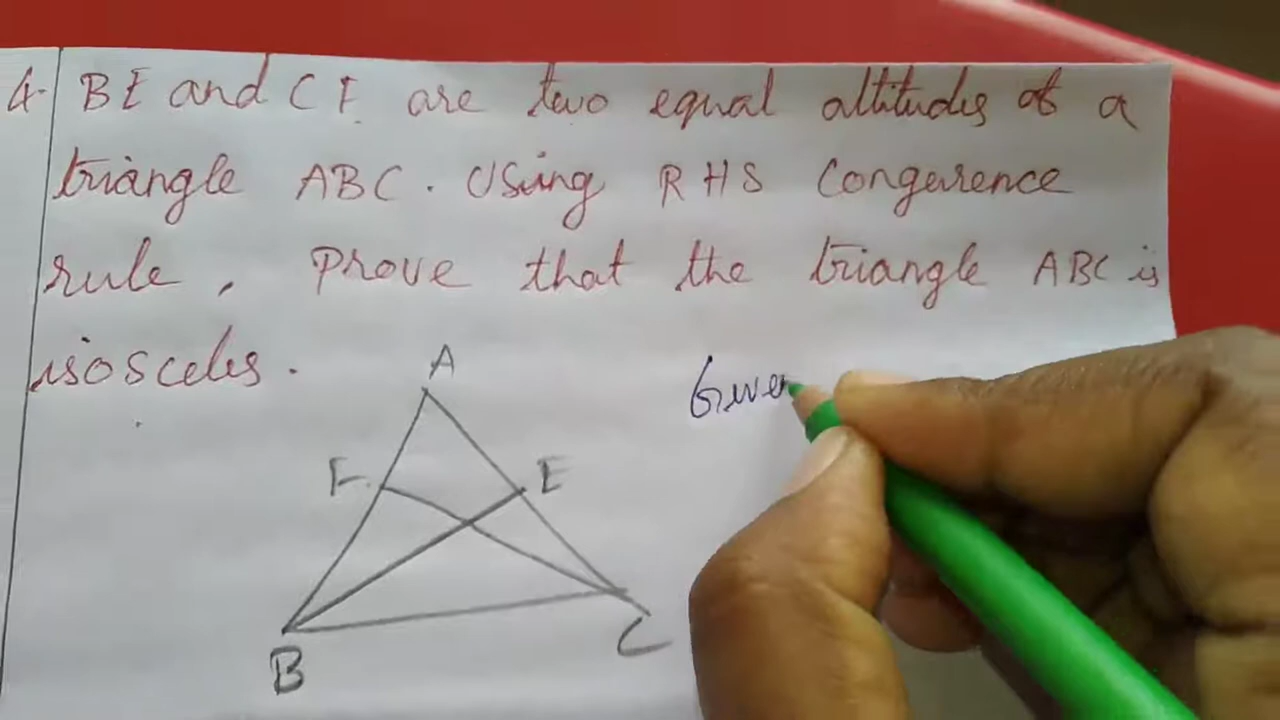 4. BE and CF are two equal altitudes of a
triangle ABC. Using RHS Congurence
rule, Prove that the triangle ABC is
isosceles.
A
Given
F E
B C